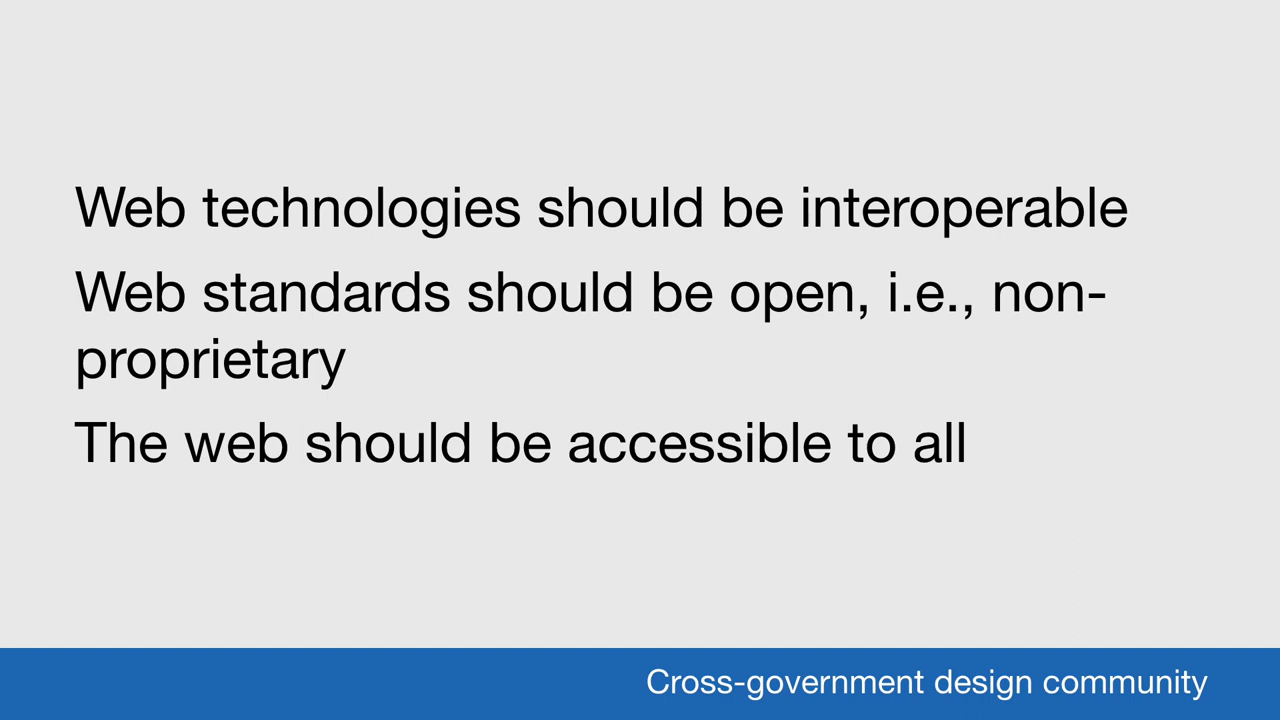 Web technologies should be interoperable
Web standards should be open, i.e., non-
proprietary
The web should be accessible to all
Cross-government design community